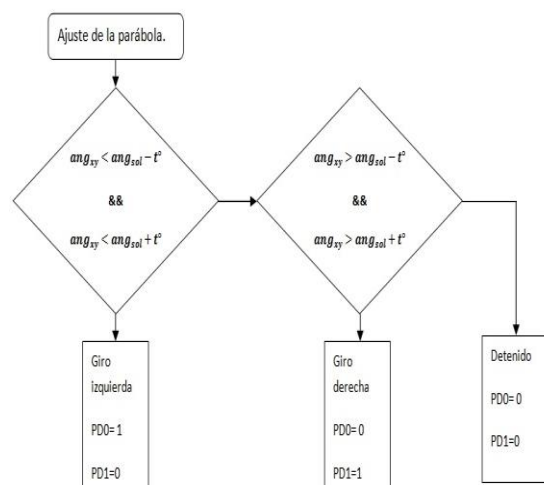 Ajuste de la parábola.
ang_xy < ang_sol − t°
&&
ang_xy < ang_sol + t°
ang_xy > ang_sol − t°
&&
ang_xy > ang_sol + t°
Giro
izquierda
PD0= 1
PD1=0
Giro
derecha
PD0= 0
PD1=1
Detenido
PD0= 0
PD1=0